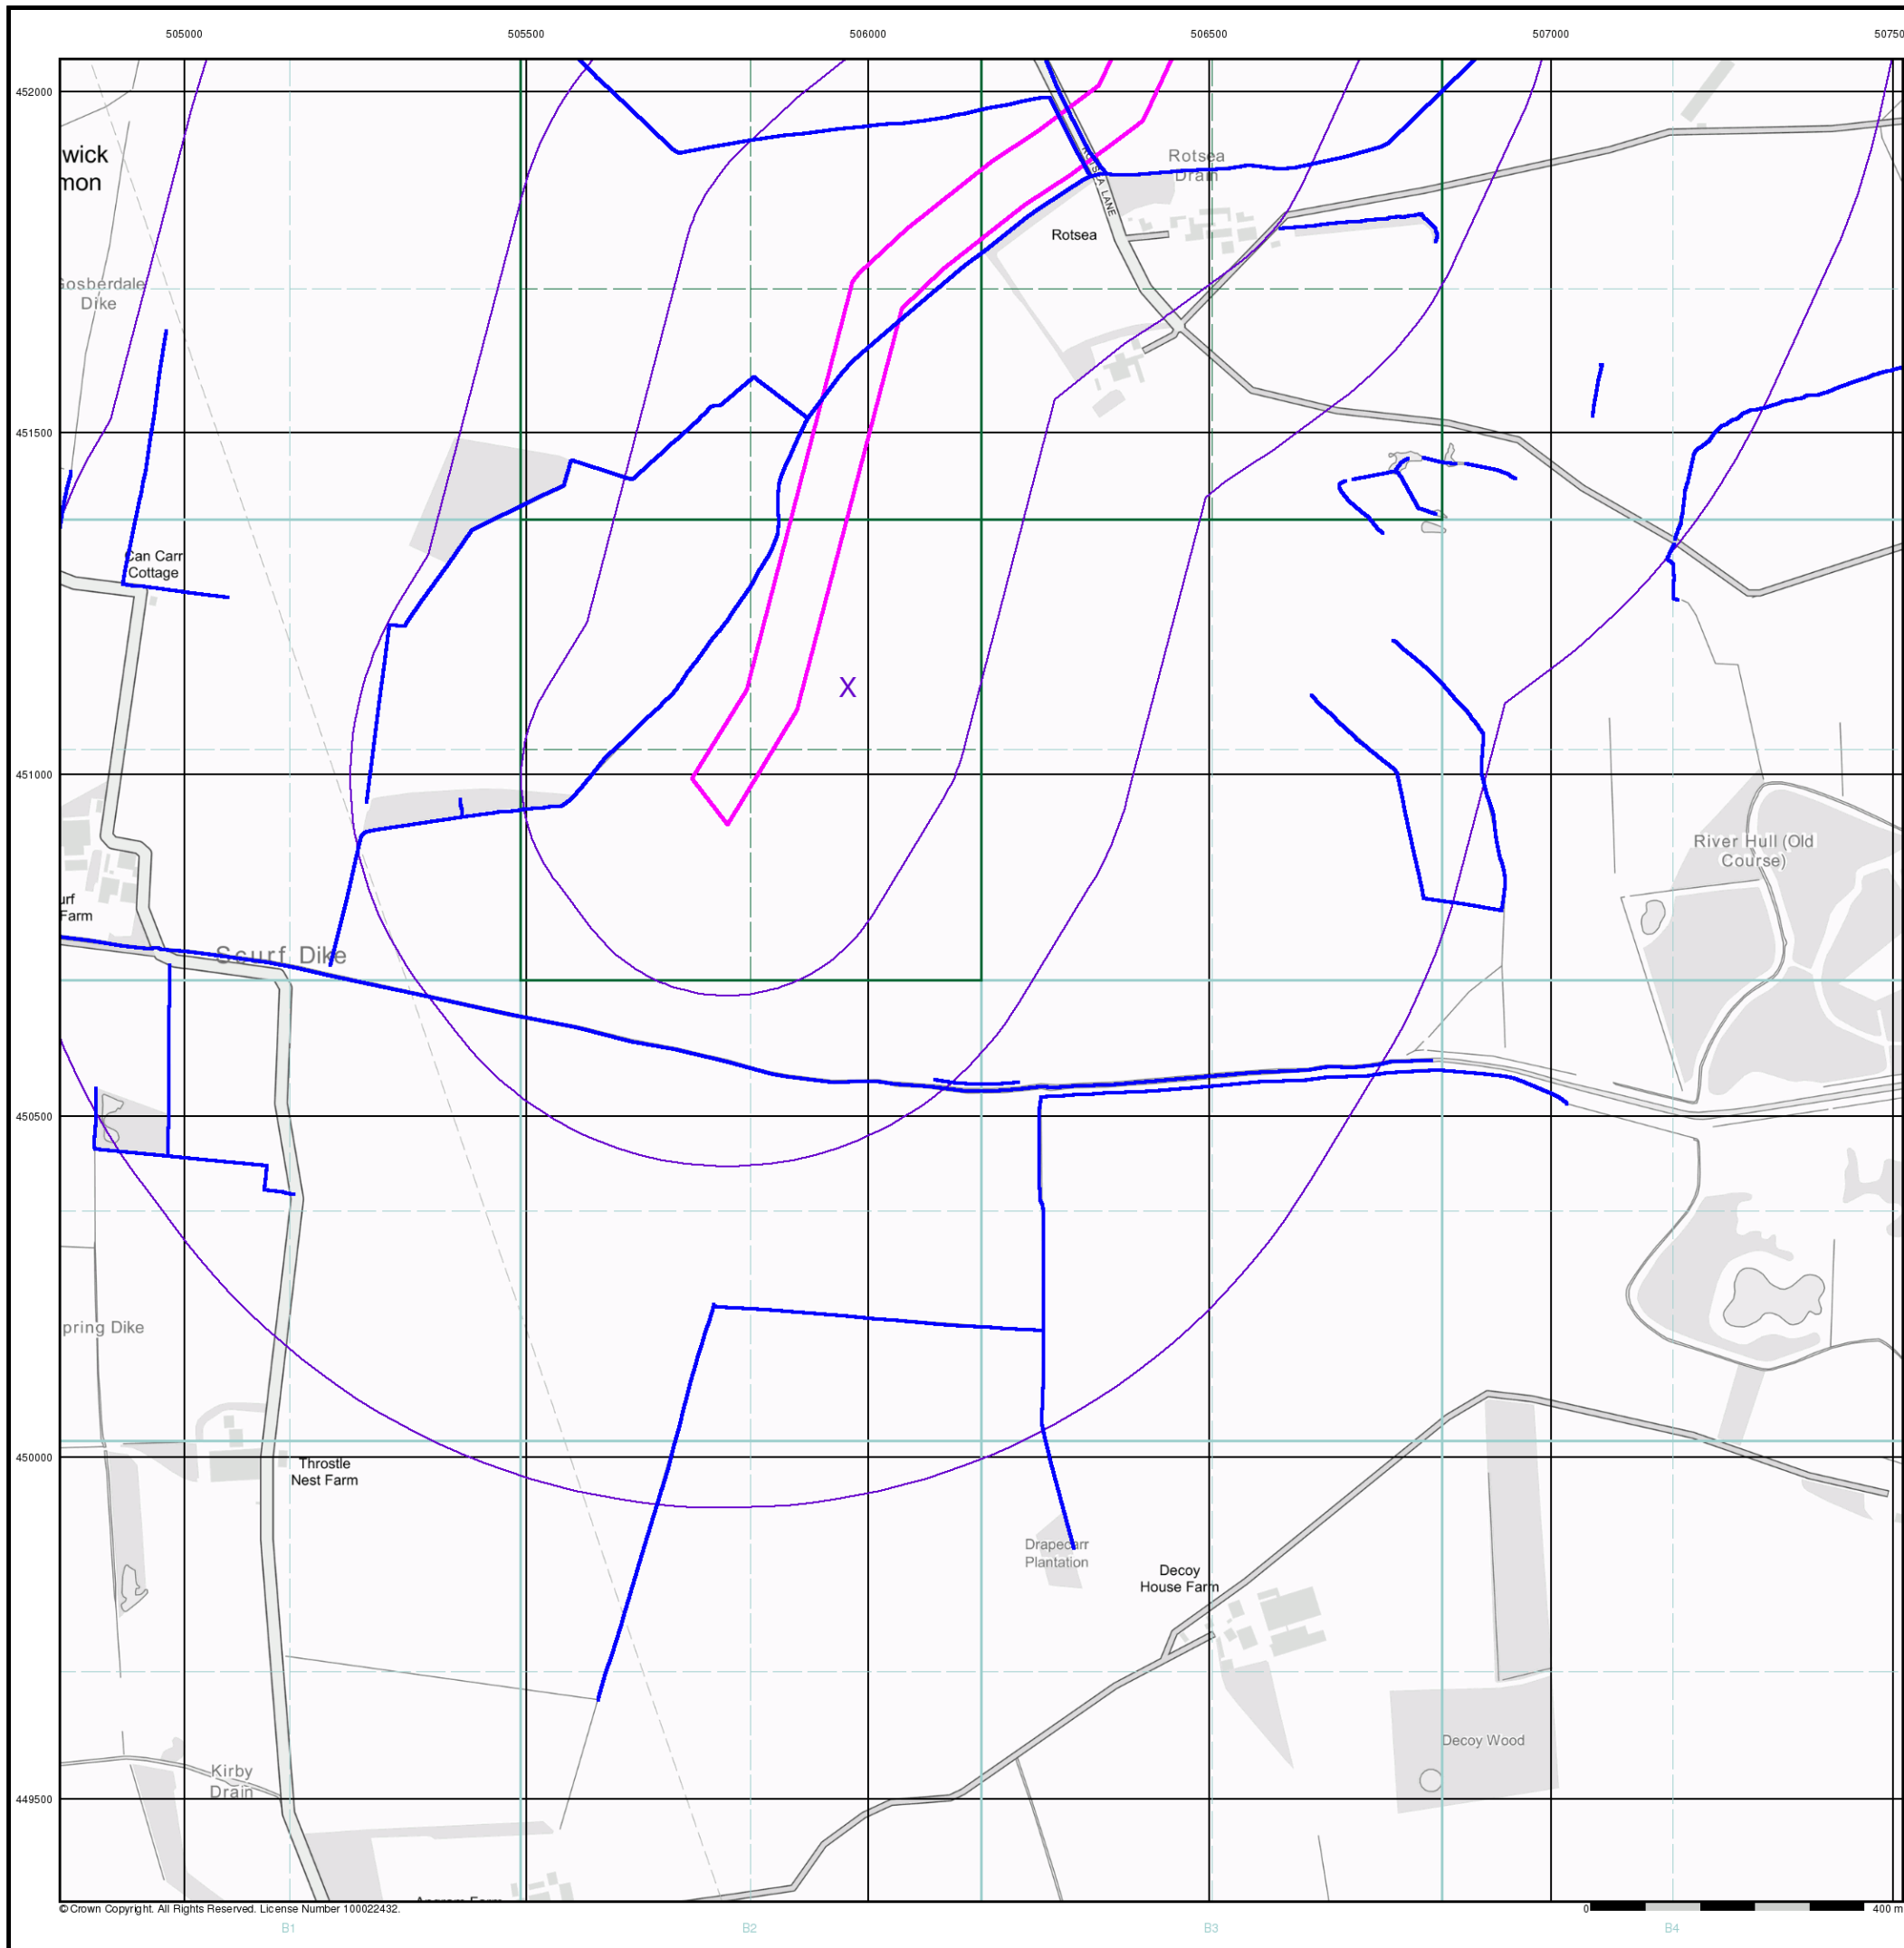 505000 505500 506000 506500 507000 50750
452000
wick
mon
Rotsea
Drain
ROTSEA LANE
Rotsea
Gosberdale
Dike
451500
Can Carr
Cottage
X
451000
River Hull (Old
Course)
urf
Farm
Scurf Dike
450500
pring Dike
450000
Throstle
Nest Farm
Drapecarr
Plantation
Decoy
House Farm
Decoy Wood
Kirby
Drain
449500
© Crown Copyright. All Rights Reserved. License Number 100022432.
0 400 m
B1 B2 B3 B4